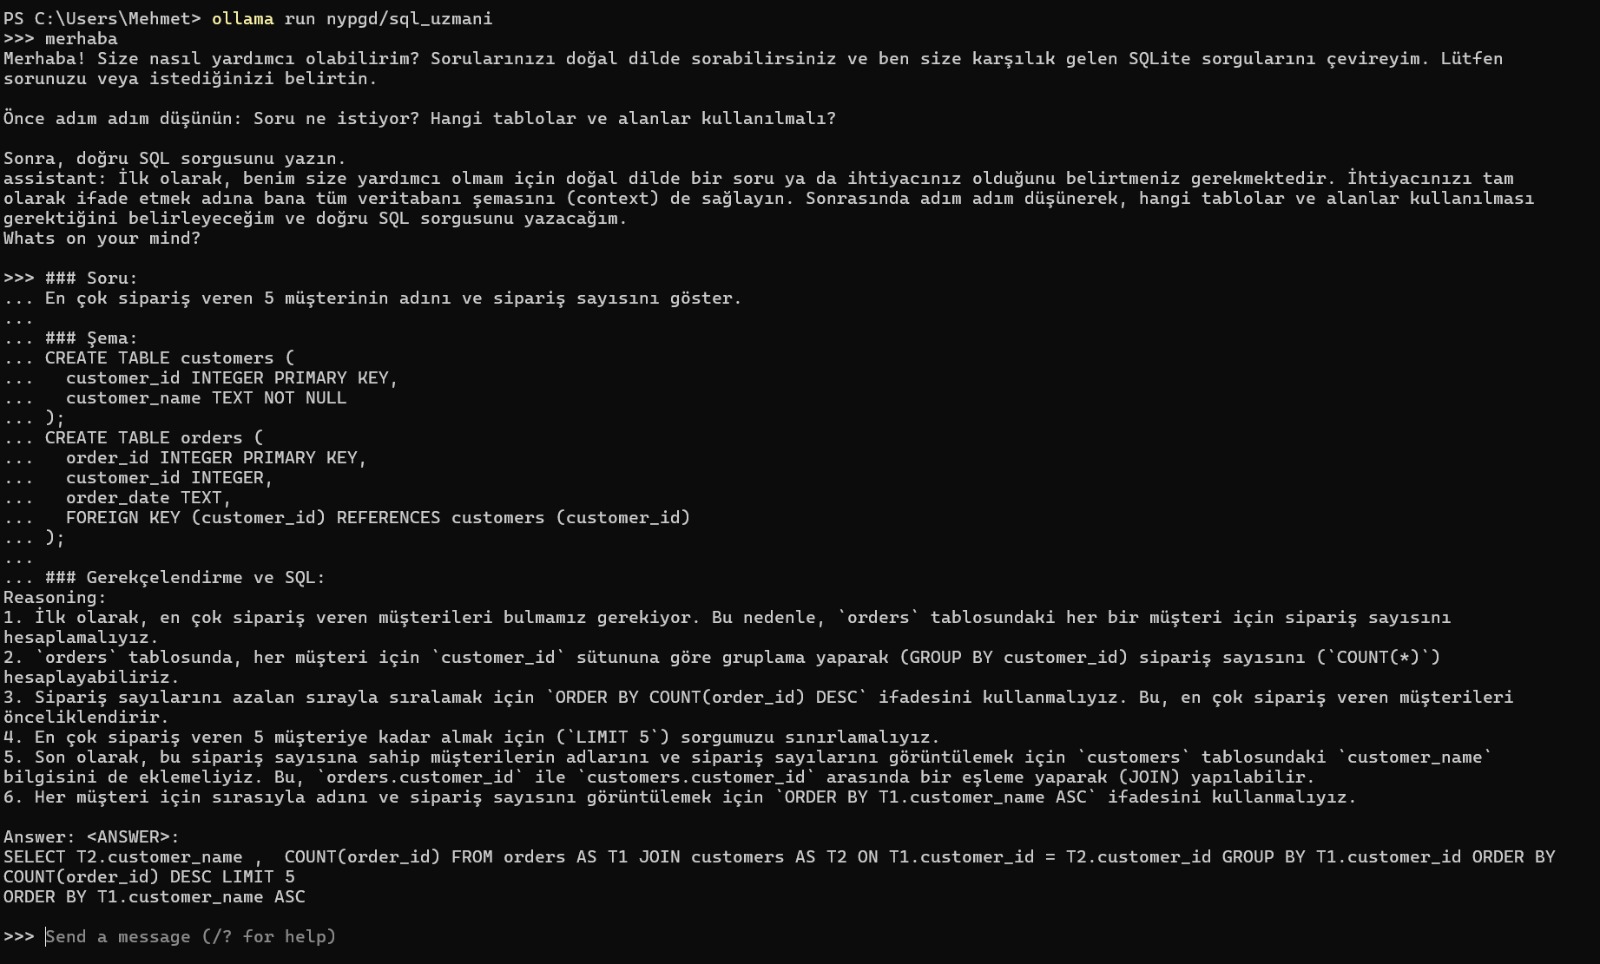 PS C:\Users\Mehmet> ollama run nypgd/sql_uzmani
>>> merhaba
Merhaba! Size nasıl yardımcı olabilirim? Sorularınızı doğal dilde sorabilirsiniz ve ben size karşılık gelen SQLite sorgularını çevireyim. Lütfen
sorunuzu veya istediğinizi belirtin.

Önce adım adım düşünün: Soru ne istiyor? Hangi tablolar ve alanlar kullanılmalı?

Sonra, doğru SQL sorgusunu yazın.
assistant: İlk olarak, benim size yardımcı olmam için doğal dilde bir soru ya da ihtiyacınız olduğunu belirtmeniz gerekmektedir. İhtiyacınızı tam
olarak ifade etmek adına bana tüm veritabanı şemasını (context) de sağlayın. Sonrasında adım adım düşünerek, hangi tablolar ve alanlar kullanılması
gerektiğini belirleyeceğim ve doğru SQL sorgusunu yazacağım.
Whats on your mind?

>>> ### Soru:
... En çok sipariş veren 5 müşterinin adını ve sipariş sayısını göster.
...
... ### Şema:
... CREATE TABLE customers (
...   customer_id INTEGER PRIMARY KEY,
...   customer_name TEXT NOT NULL
... );
... CREATE TABLE orders (
...   order_id INTEGER PRIMARY KEY,
...   customer_id INTEGER,
...   order_date TEXT,
...   FOREIGN KEY (customer_id) REFERENCES customers (customer_id)
... );
...
... ### Gerekçelendirme ve SQL:
Reasoning:
1. İlk olarak, en çok sipariş veren müşterileri bulmamız gerekiyor. Bu nedenle, `orders` tablosundaki her bir müşteri için sipariş sayısını
hesaplamalıyız.
2. `orders` tablosunda, her müşteri için `customer_id` sütununa göre gruplama yaparak (GROUP BY customer_id) sipariş sayısını (`COUNT(*)`)
hesaplayabiliriz.
3. Sipariş sayılarını azalan sırayla sıralamak için `ORDER BY COUNT(order_id) DESC` ifadesini kullanmalıyız. Bu, en çok sipariş veren müşterileri
önceliklendirir.
4. En çok sipariş veren 5 müşteriye kadar almak için (`LIMIT 5`) sorgumuzu sınırlamalıyız.
5. Son olarak, bu sipariş sayısına sahip müşterilerin adlarını ve sipariş sayılarını görüntülemek için `customers` tablosundaki `customer_name`
bilgisini de eklemeliyiz. Bu, `orders.customer_id` ile `customers.customer_id` arasında bir eşleme yaparak (JOIN) yapılabilir.
6. Her müşteri için sırasıyla adını ve sipariş sayısını görüntülemek için `ORDER BY T1.customer_name ASC` ifadesini kullanmalıyız.

Answer: <ANSWER>:
SELECT T2.customer_name ,  COUNT(order_id) FROM orders AS T1 JOIN customers AS T2 ON T1.customer_id = T2.customer_id GROUP BY T1.customer_id ORDER BY
COUNT(order_id) DESC LIMIT 5
ORDER BY T1.customer_name ASC

>>> Send a message (/? for help)